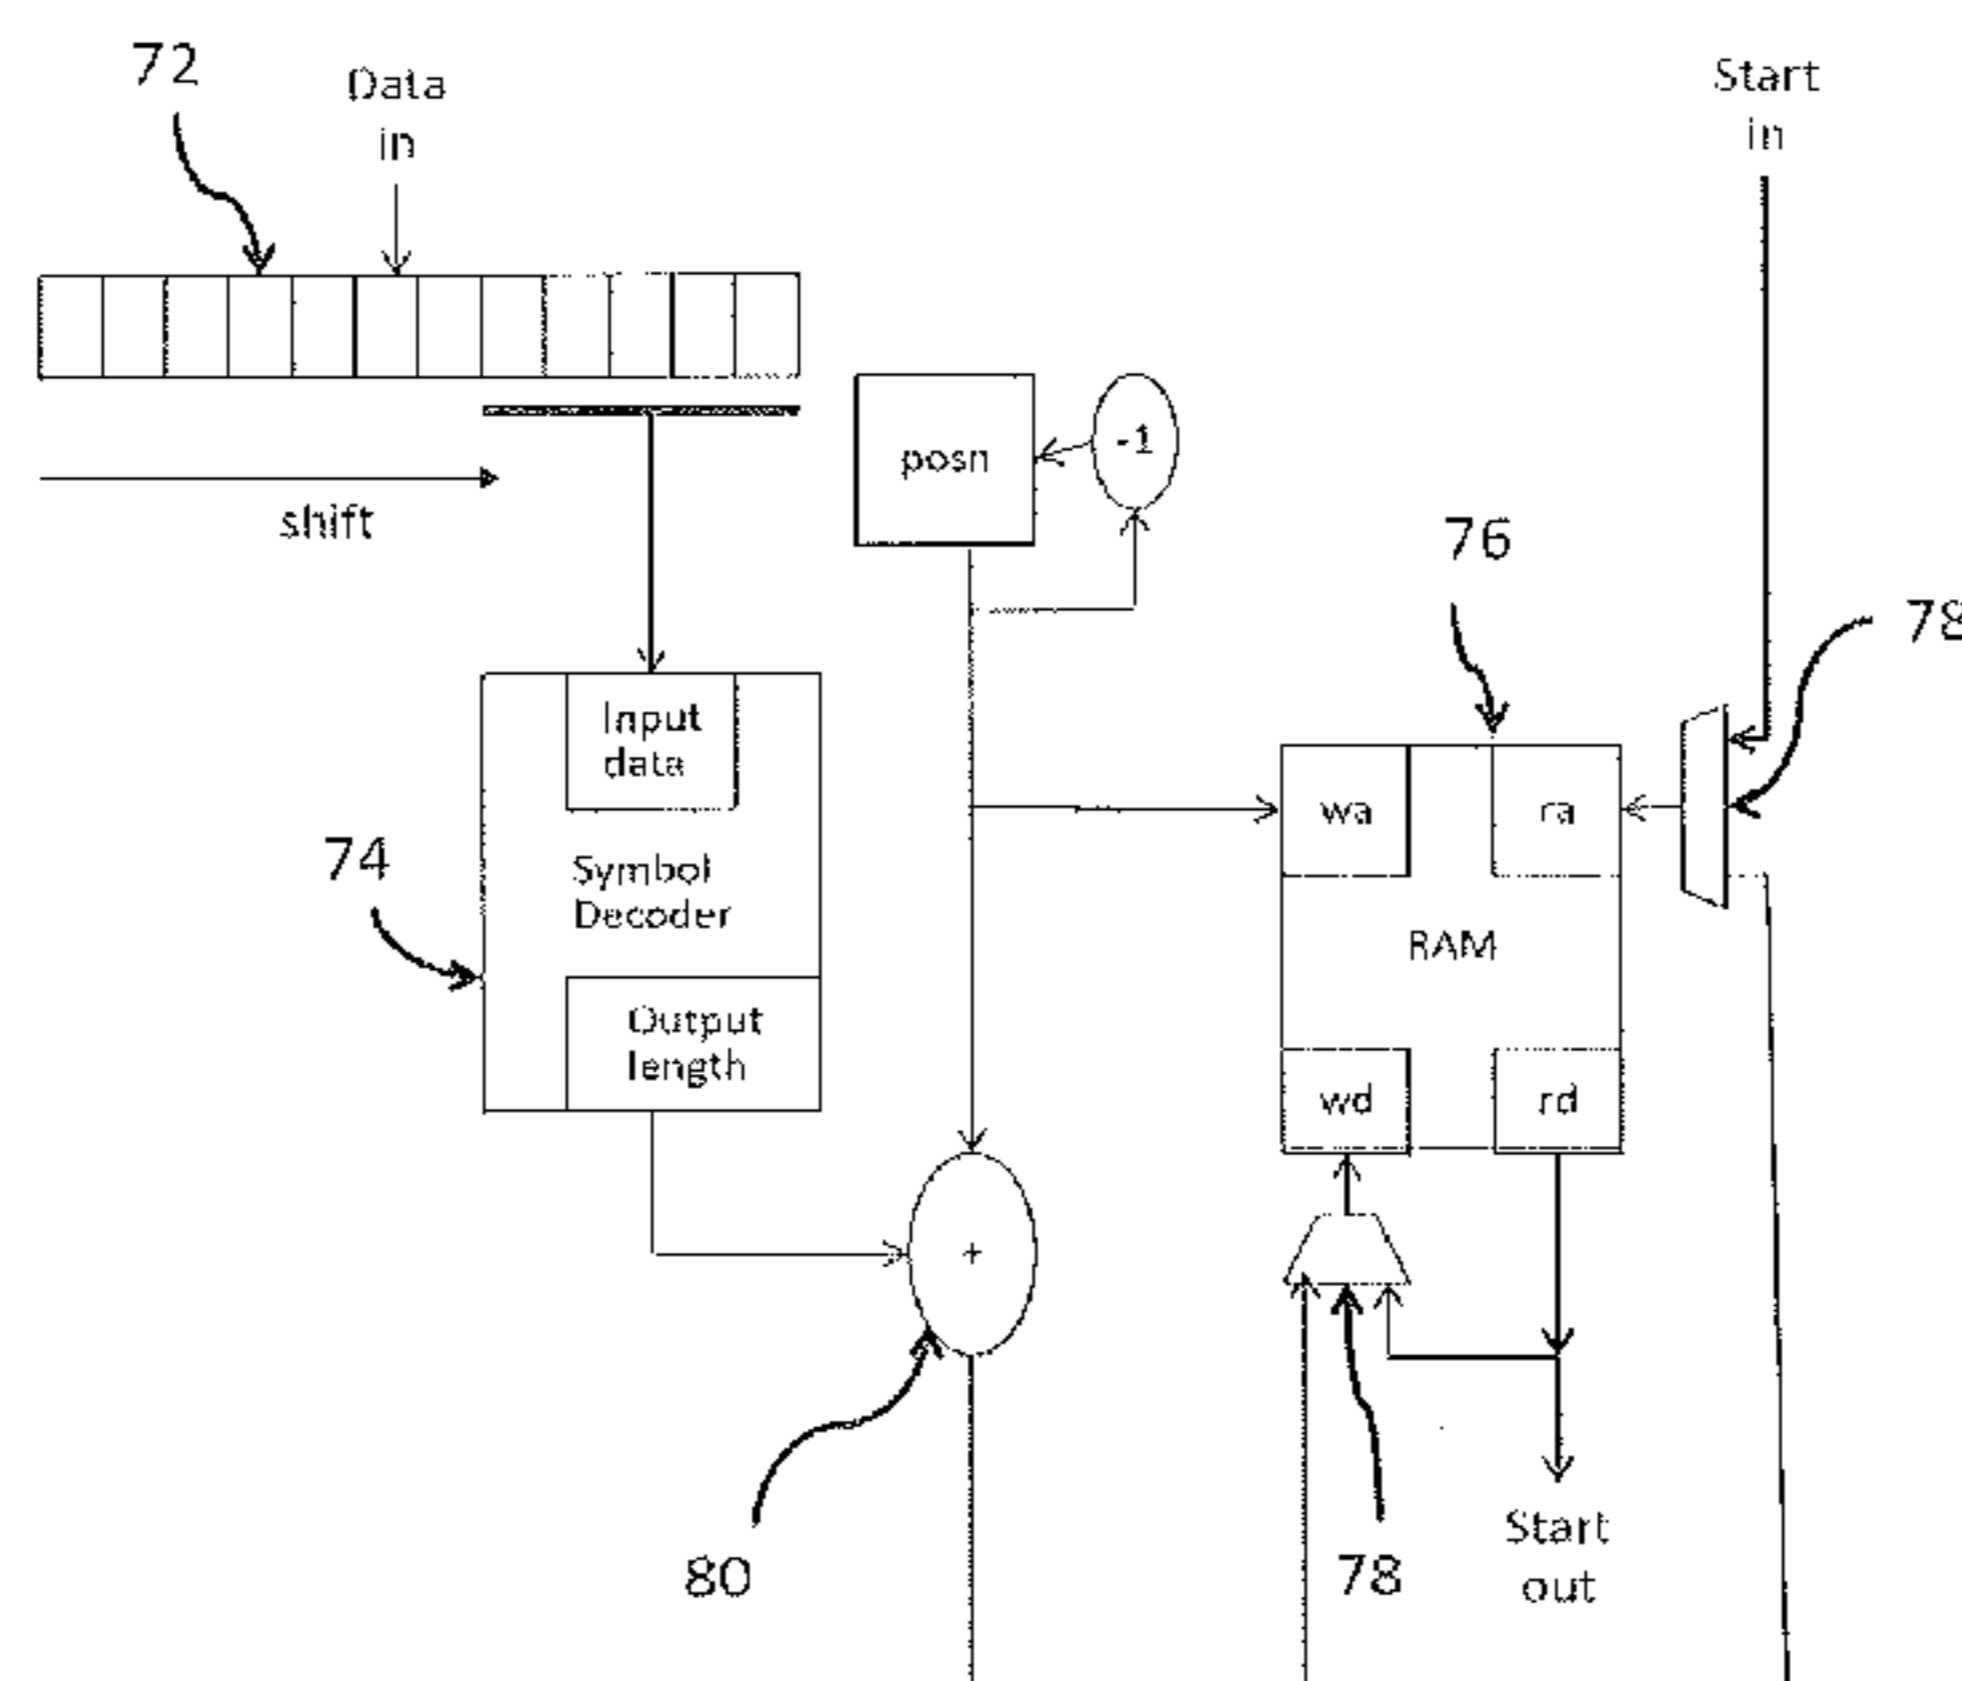 72
Data
in
Start
in
posn
-1
shift
76
78
Input
data
wa
ra
74
Symbol
Decoder
RAM
Output
length
wd
rd
+
80
78
Start
out